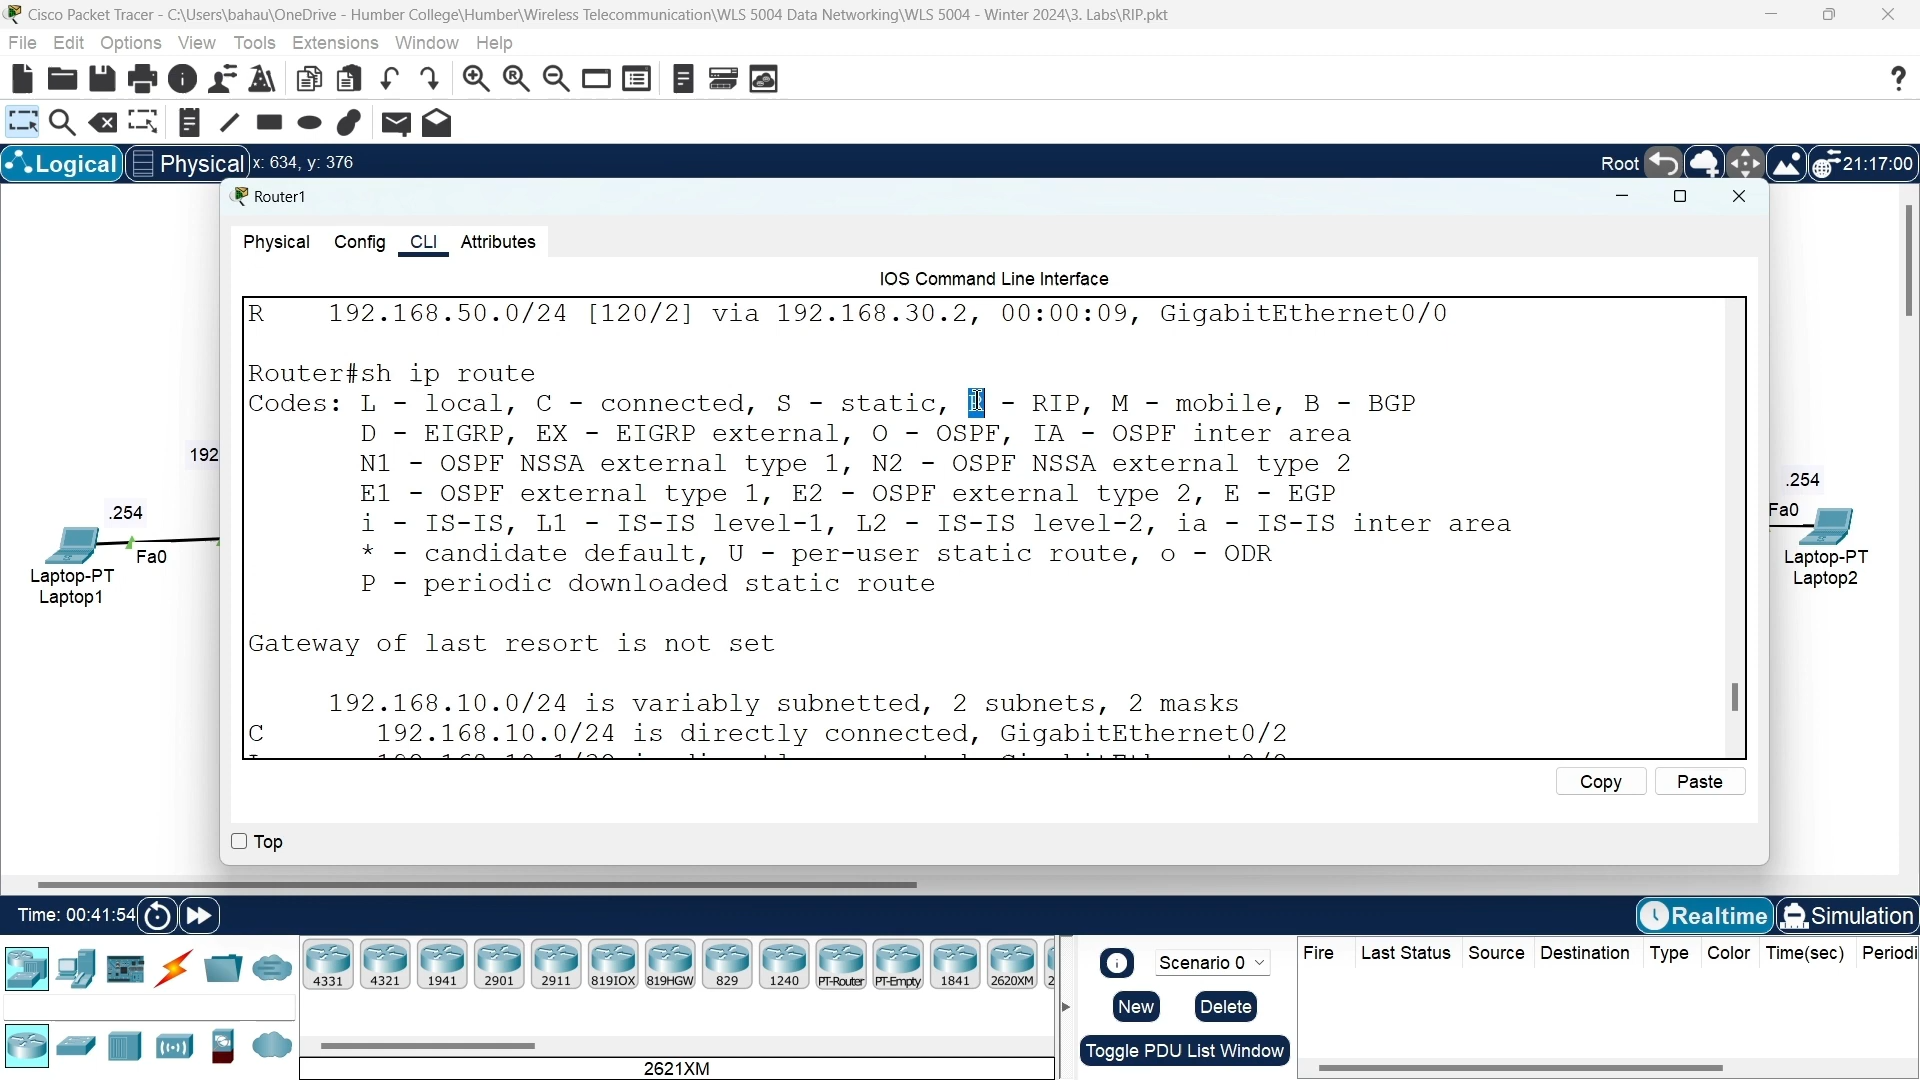 Cisco Packet Tracer - C:\Users\bahau\OneDrive - Humber College\Humber\Wireless Telecommunication\WLS 5004 Data Networking\WLS 5004 - Winter 2024\3. Labs\RIP.pkt
File Edit Options View Tools Extensions Window Help
Logical Physical x: 634, y: 376 Root 21:17:00
Router1
Physical Config CLI Attributes
IOS Command Line Interface
R 192.168.50.0/24 [120/2] via 192.168.30.2, 00:00:09, GigabitEthernet0/0
Router#sh ip route
Codes: L - local, C - connected, S - static, R - RIP, M - mobile, B - BGP
D - EIGRP, EX - EIGRP external, O - OSPF, IA - OSPF inter area
N1 - OSPF NSSA external type 1, N2 - OSPF NSSA external type 2
E1 - OSPF external type 1, E2 - OSPF external type 2, E - EGP
i - IS-IS, L1 - IS-IS level-1, L2 - IS-IS level-2, ia - IS-IS inter area
* - candidate default, U - per-user static route, o - ODR
P - periodic downloaded static route
Gateway of last resort is not set
192.168.10.0/24 is variably subnetted, 2 subnets, 2 masks
C 192.168.10.0/24 is directly connected, GigabitEthernet0/2
Copy Paste
Top
192
.254
Fa0
Laptop-PT
Laptop1
.254
Fa0
Laptop-PT
Laptop2
Time: 00:41:54 Realtime Simulation
4331 4321 1941 2901 2911 819IOX 819HGW 829 1240 PT-Router PT-Empty 1841 2620XM 2
2621XM
Scenario 0
New Delete
Toggle PDU List Window
Fire Last Status Source Destination Type Color Time(sec) Periodi